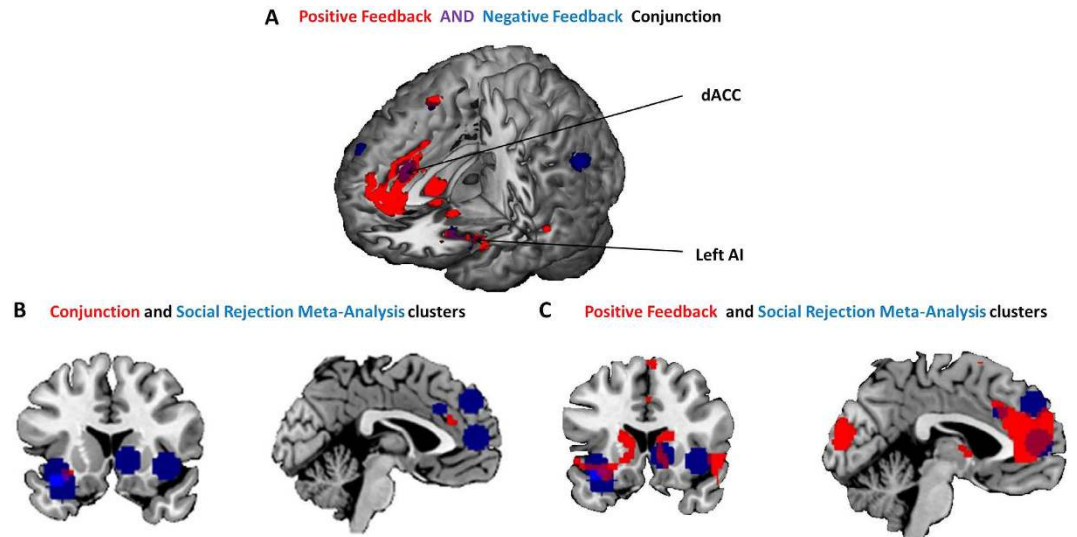 A Positive Feedback AND Negative Feedback Conjunction
dACC
Left AI
B Conjunction and Social Rejection Meta-Analysis clusters
C Positive Feedback and Social Rejection Meta-Analysis clusters